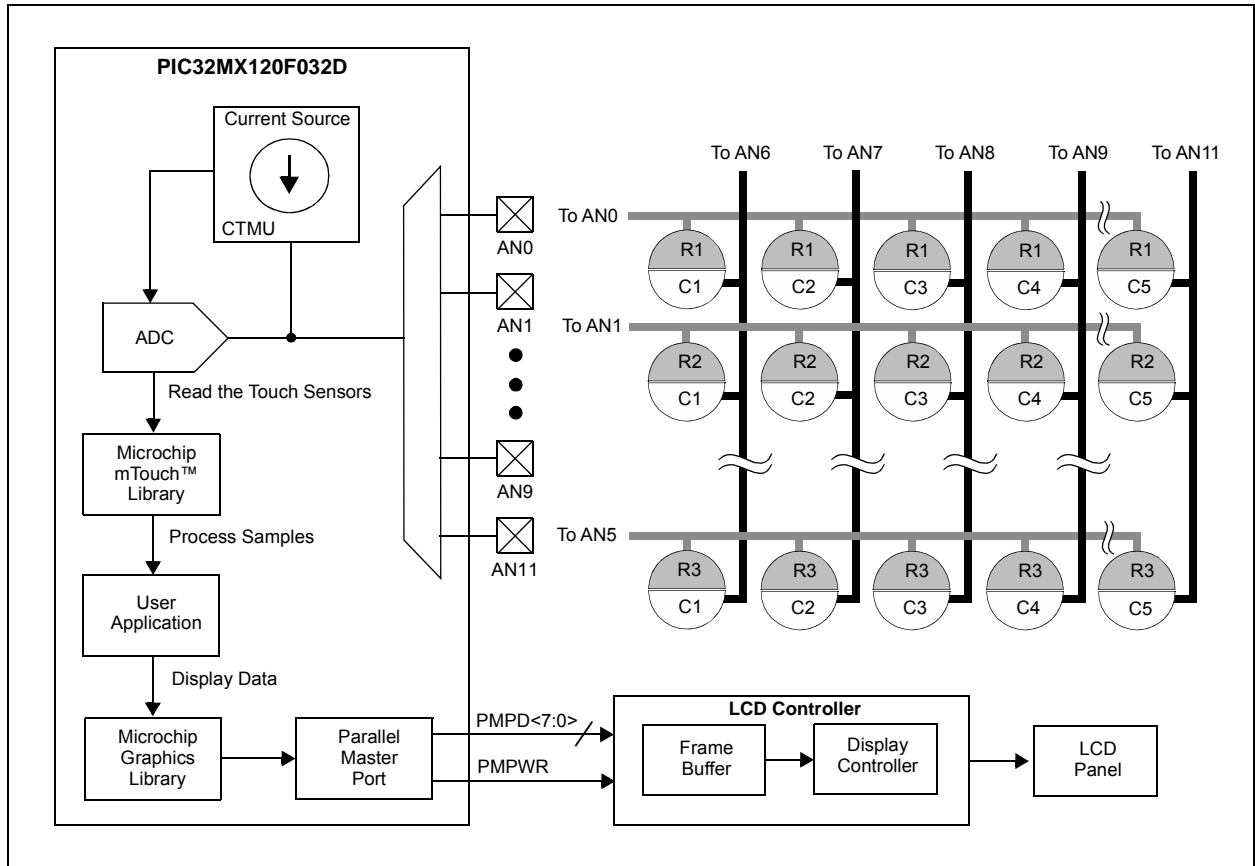 PIC32MX120F032D
Current Source
CTMU
ADC
Read the Touch Sensors
Microchip
mTouch™
Library
Process Samples
User
Application
Display Data
Microchip
Graphics
Library
Parallel
Master
Port
AN0
AN1
AN9
AN11
To AN6
To AN7
To AN8
To AN9
To AN11
To AN0
R1
R1
R1
R1
R1
C1
C2
C3
C4
C5
To AN1
R2
R2
R2
R2
R2
C1
C2
C3
C4
C5
To AN5
R3
R3
R3
R3
R3
C1
C2
C3
C4
C5
PMPD<7:0>
PMPWR
LCD Controller
Frame
Buffer
Display
Controller
LCD
Panel